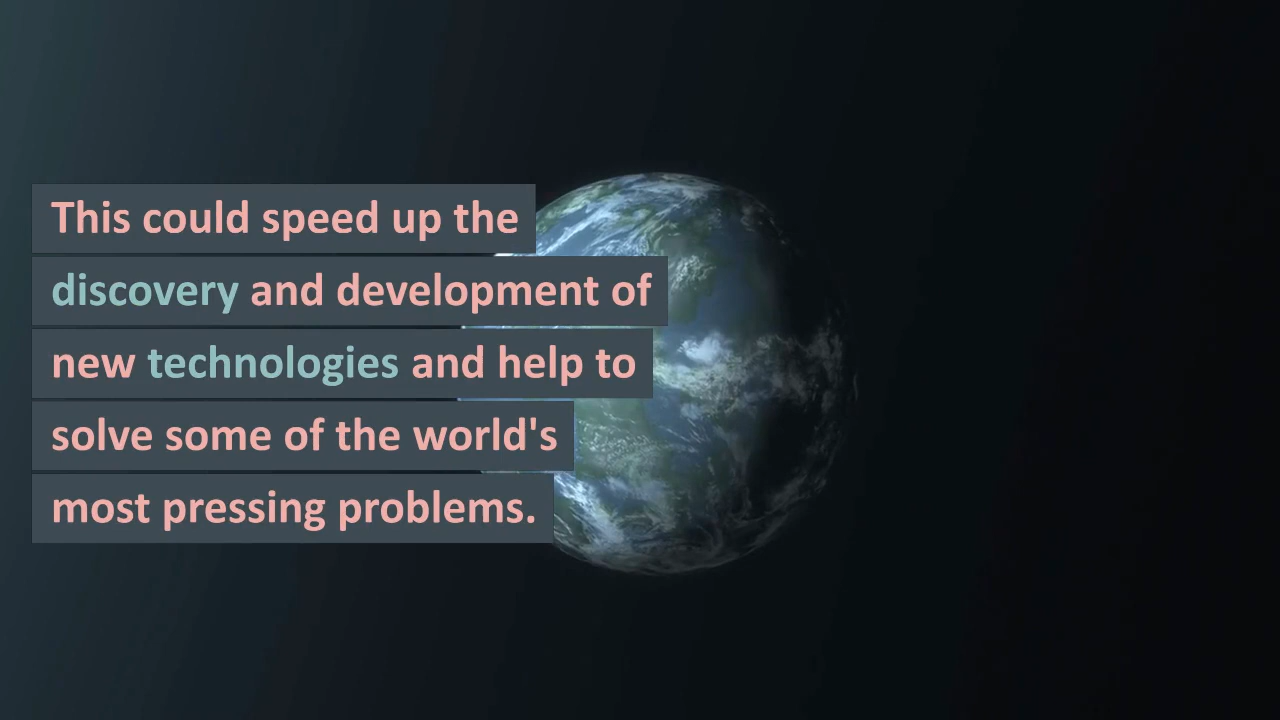 This could speed up the
discovery and development of
new technologies and help to
solve some of the world's
most pressing problems.